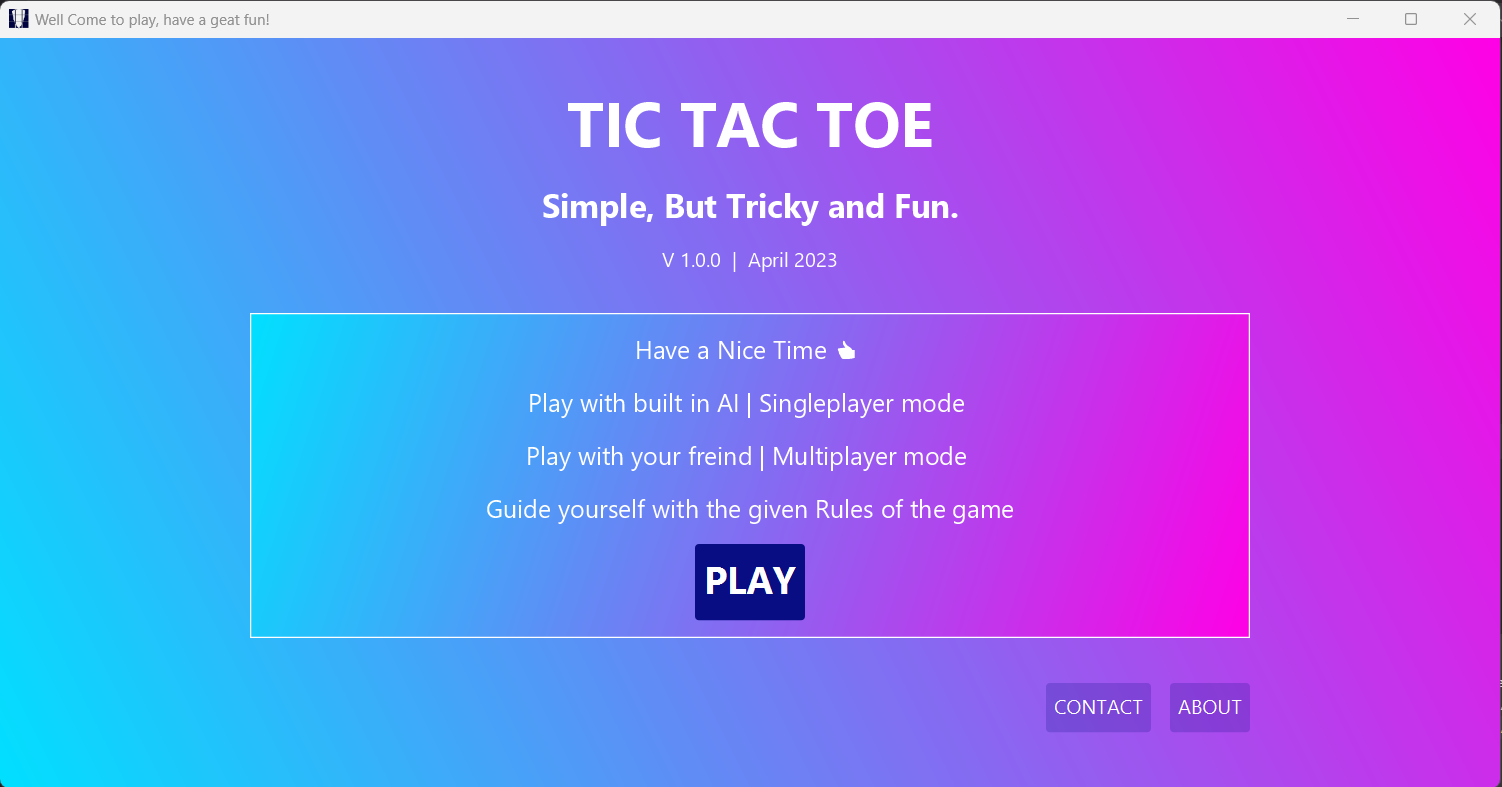 Well Come to play, have a geat fun!
TIC TAC TOE
Simple, But Tricky and Fun.
V 1.0.0 | April 2023
Have a Nice Time 👍
Play with built in AI | Singleplayer mode
Play with your freind | Multiplayer mode
Guide yourself with the given Rules of the game
PLAY
CONTACT ABOUT